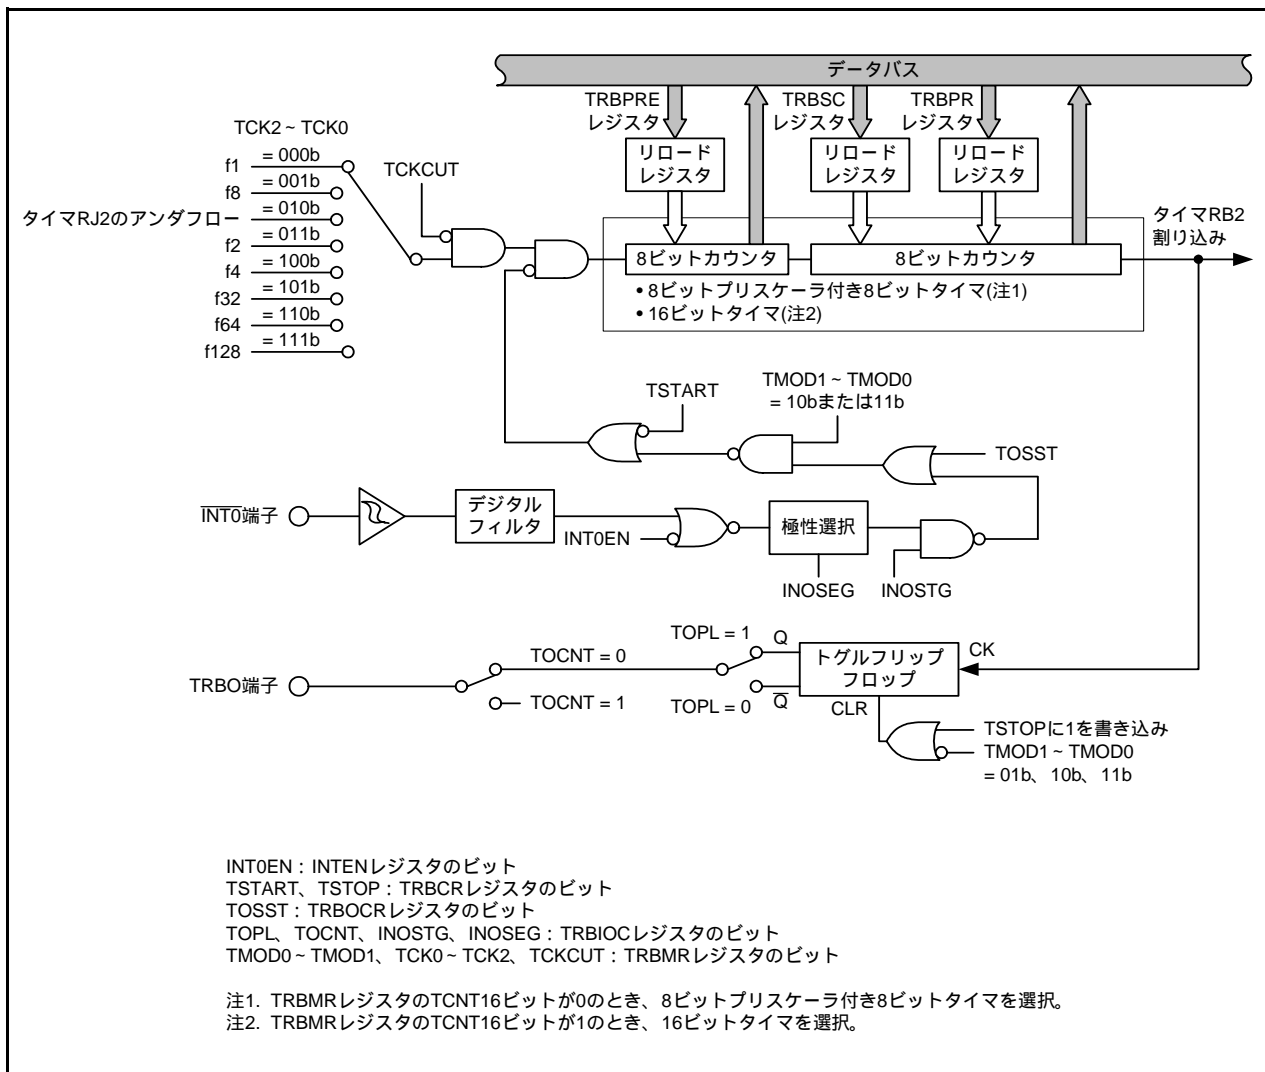 データバス
TRBPRE
レジスタ
TRBSC
レジスタ
TRBPR
レジスタ
リロード
レジスタ
リロード
レジスタ
リロード
レジスタ
TCK2 ~ TCK0
f1
= 000b
f8
= 001b
タイマRJ2のアンダフロー
= 010b
f2
= 011b
f4
= 100b
f32
= 101b
f64
= 110b
f128
= 111b
TCKCUT
8ビットカウンタ
8ビットカウンタ
タイマRB2
割り込み
• 8ビットプリスケーラ付き8ビットタイマ(注1)
• 16ビットタイマ(注2)
TSTART
TMOD1 ~ TMOD0
= 10bまたは11b
TOSST
INT0端子
デジタル
フィルタ
INT0EN
極性選択
INOSEG
INOSTG
TRBO端子
TOCNT = 0
TOCNT = 1
TOPL = 1
TOPL = 0
Q
Q
トグルフリップ
フロップ
CK
CLR
TSTOPに1を書き込み
TMOD1 ~ TMOD0
= 01b、10b、11b
INT0EN : INTENレジスタのビット
TSTART、TSTOP : TRBCRレジスタのビット
TOSST : TRBOCRレジスタのビット
TOPL、TOCNT、INOSTG、INOSEG : TRBIOCレジスタのビット
TMOD0 ~ TMOD1、TCK0 ~ TCK2、TCKCUT : TRBMRレジスタのビット
注1. TRBMRレジスタのTCNT16ビットが0のとき、8ビットプリスケーラ付き8ビットタイマを選択。
注2. TRBMRレジスタのTCNT16ビットが1のとき、16ビットタイマを選択。